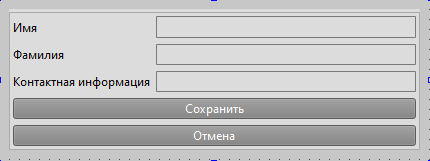 Имя
Фамилия
Контактная информация
Сохранить
Отмена